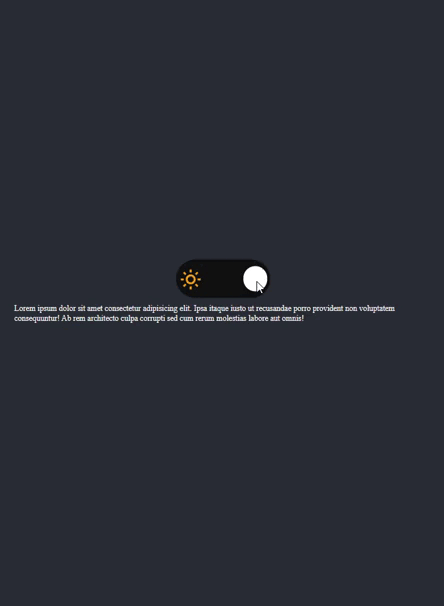 Lorem ipsum dolor sit amet consectetur adipisicing elit. Ipsa itaque iusto ut recusandae porro provident non voluptatem
consequuntur! Ab rem architecto culpa corrupti sed cum rerum molestias labore aut omnis!